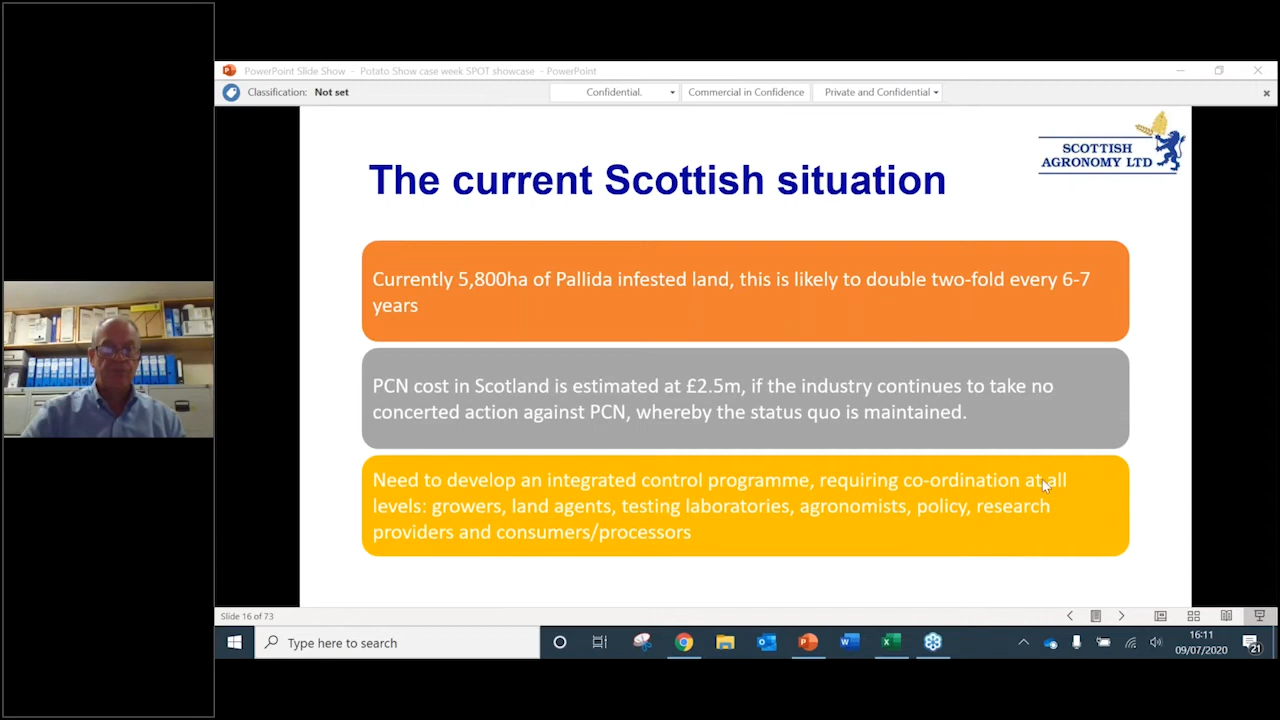 PowerPoint Slide Show - Potato Show case week SPOT showcase - PowerPoint
Classification: Not set
Confidential.
Commercial in Confidence
Private and Confidential
SCOTTISH
AGRONOMY LTD
The current Scottish situation
Currently 5,800ha of Pallida infested land, this is likely to double two-fold every 6-7
years
PCN cost in Scotland is estimated at £2.5m, if the industry continues to take no
concerted action against PCN, whereby the status quo is maintained.
Need to develop an integrated control programme, requiring co-ordination at all
levels: growers, land agents, testing laboratories, agronomists, policy, research
providers and consumers/processors
Slide 16 of 73
Type here to search
16:11
09/07/2020
21